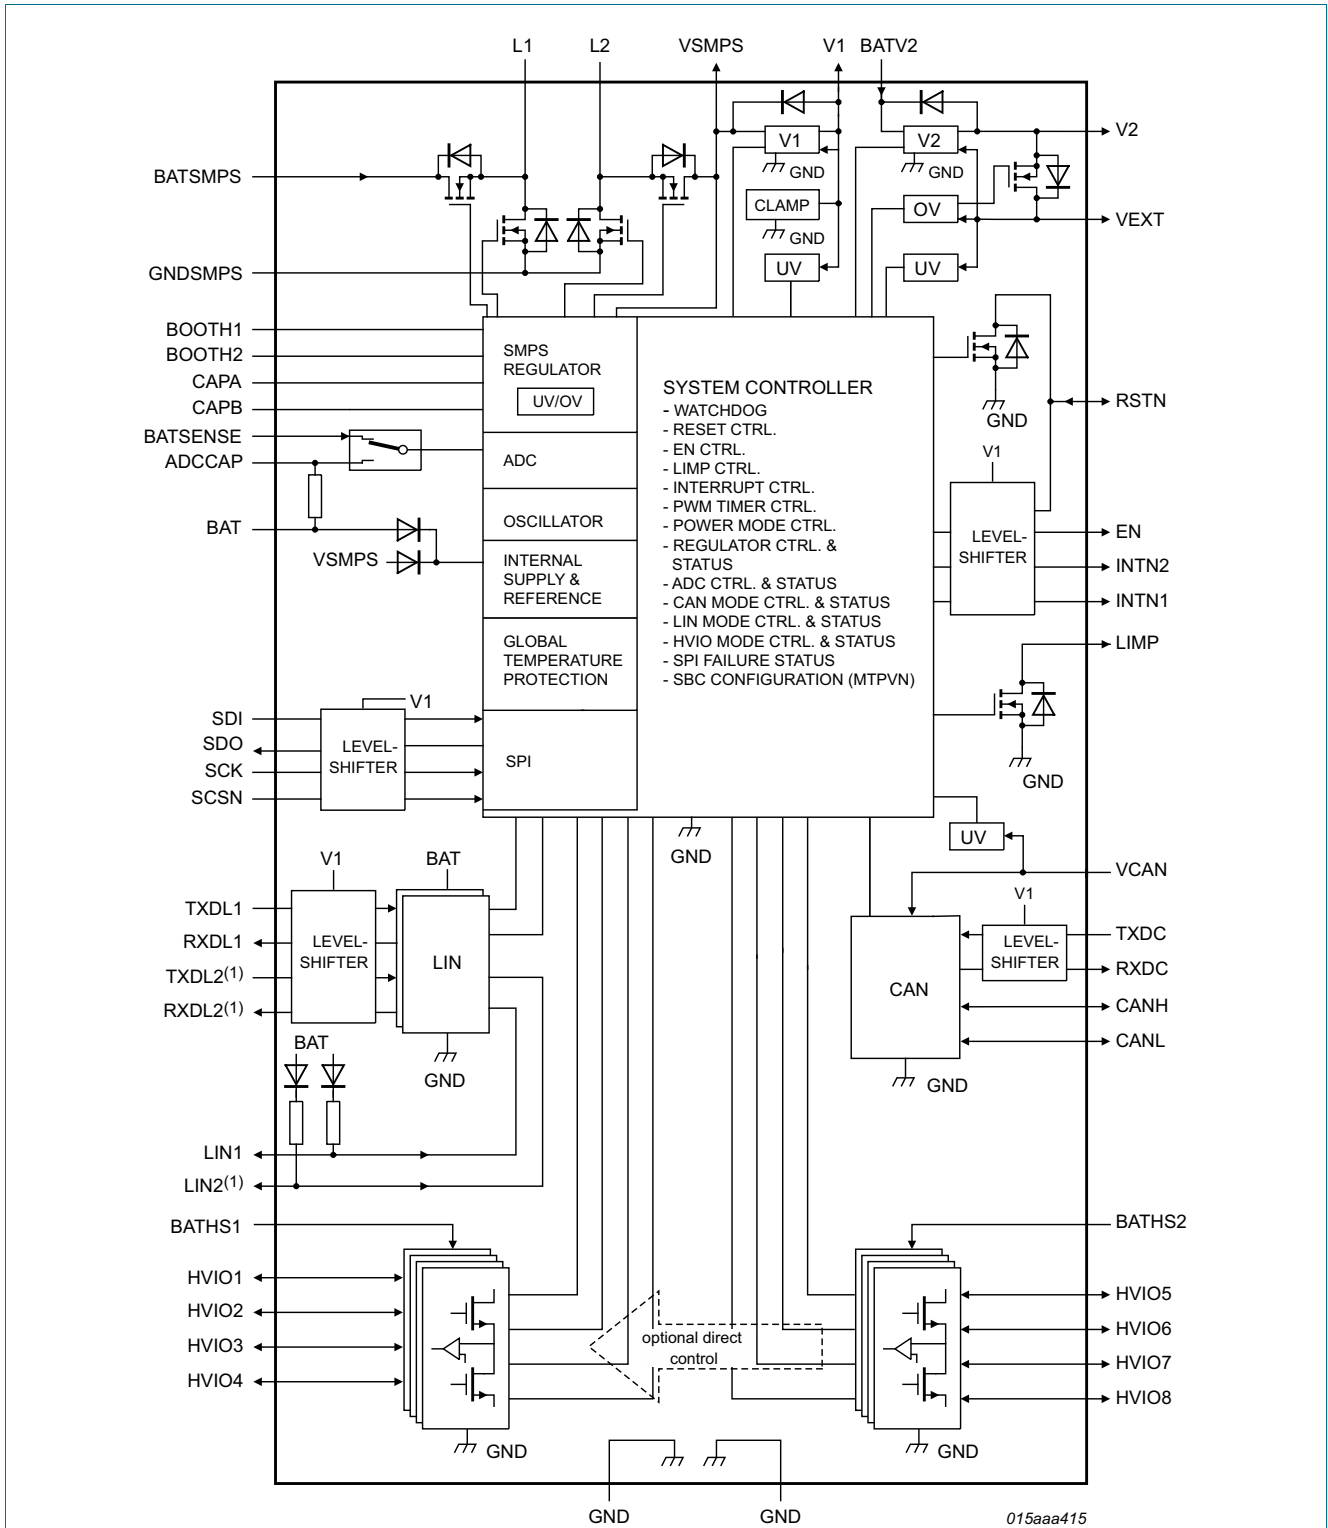 L1
L2
VSMPS
V1
BATV2
V1
GND
V2
GND
V2
BATSMPS
CLAMP
GND
OV
VEXT
GNDSMPS
UV
UV
BOOTH1
BOOTH2
CAPA
CAPB
BATSENSE
ADCCAP
BAT
VSMPS
SMPS
REGULATOR
UV/OV
ADC
OSCILLATOR
INTERNAL
SUPPLY &
REFERENCE
GLOBAL
TEMPERATURE
PROTECTION
SPI
SYSTEM CONTROLLER
- WATCHDOG
- RESET CTRL.
- EN CTRL.
- LIMP CTRL.
- INTERRUPT CTRL.
- PWM TIMER CTRL.
- POWER MODE CTRL.
- REGULATOR CTRL. &
STATUS
- ADC CTRL. & STATUS
- CAN MODE CTRL. & STATUS
- LIN MODE CTRL. & STATUS
- HVIO MODE CTRL. & STATUS
- SPI FAILURE STATUS
- SBC CONFIGURATION (MTPVN)
GND
RSTN
V1
LEVEL-
SHIFTER
EN
INTN2
INTN1
LIMP
GND
V1
SDI
SDO
SCK
SCSN
LEVEL-
SHIFTER
GND
UV
VCAN
V1
BAT
TXDL1
RXDL1
TXDL2(1)
RXDL2(1)
LEVEL-
SHIFTER
LIN
GND
V1
LEVEL-
SHIFTER
TXDC
RXDC
CAN
CANH
CANL
GND
BAT
LIN1
LIN2(1)
BATHS1
BATHS2
HVIO1
HVIO2
HVIO3
HVIO4
GND
optional direct
control
HVIO5
HVIO6
HVIO7
HVIO8
GND
GND
GND
015aaa415